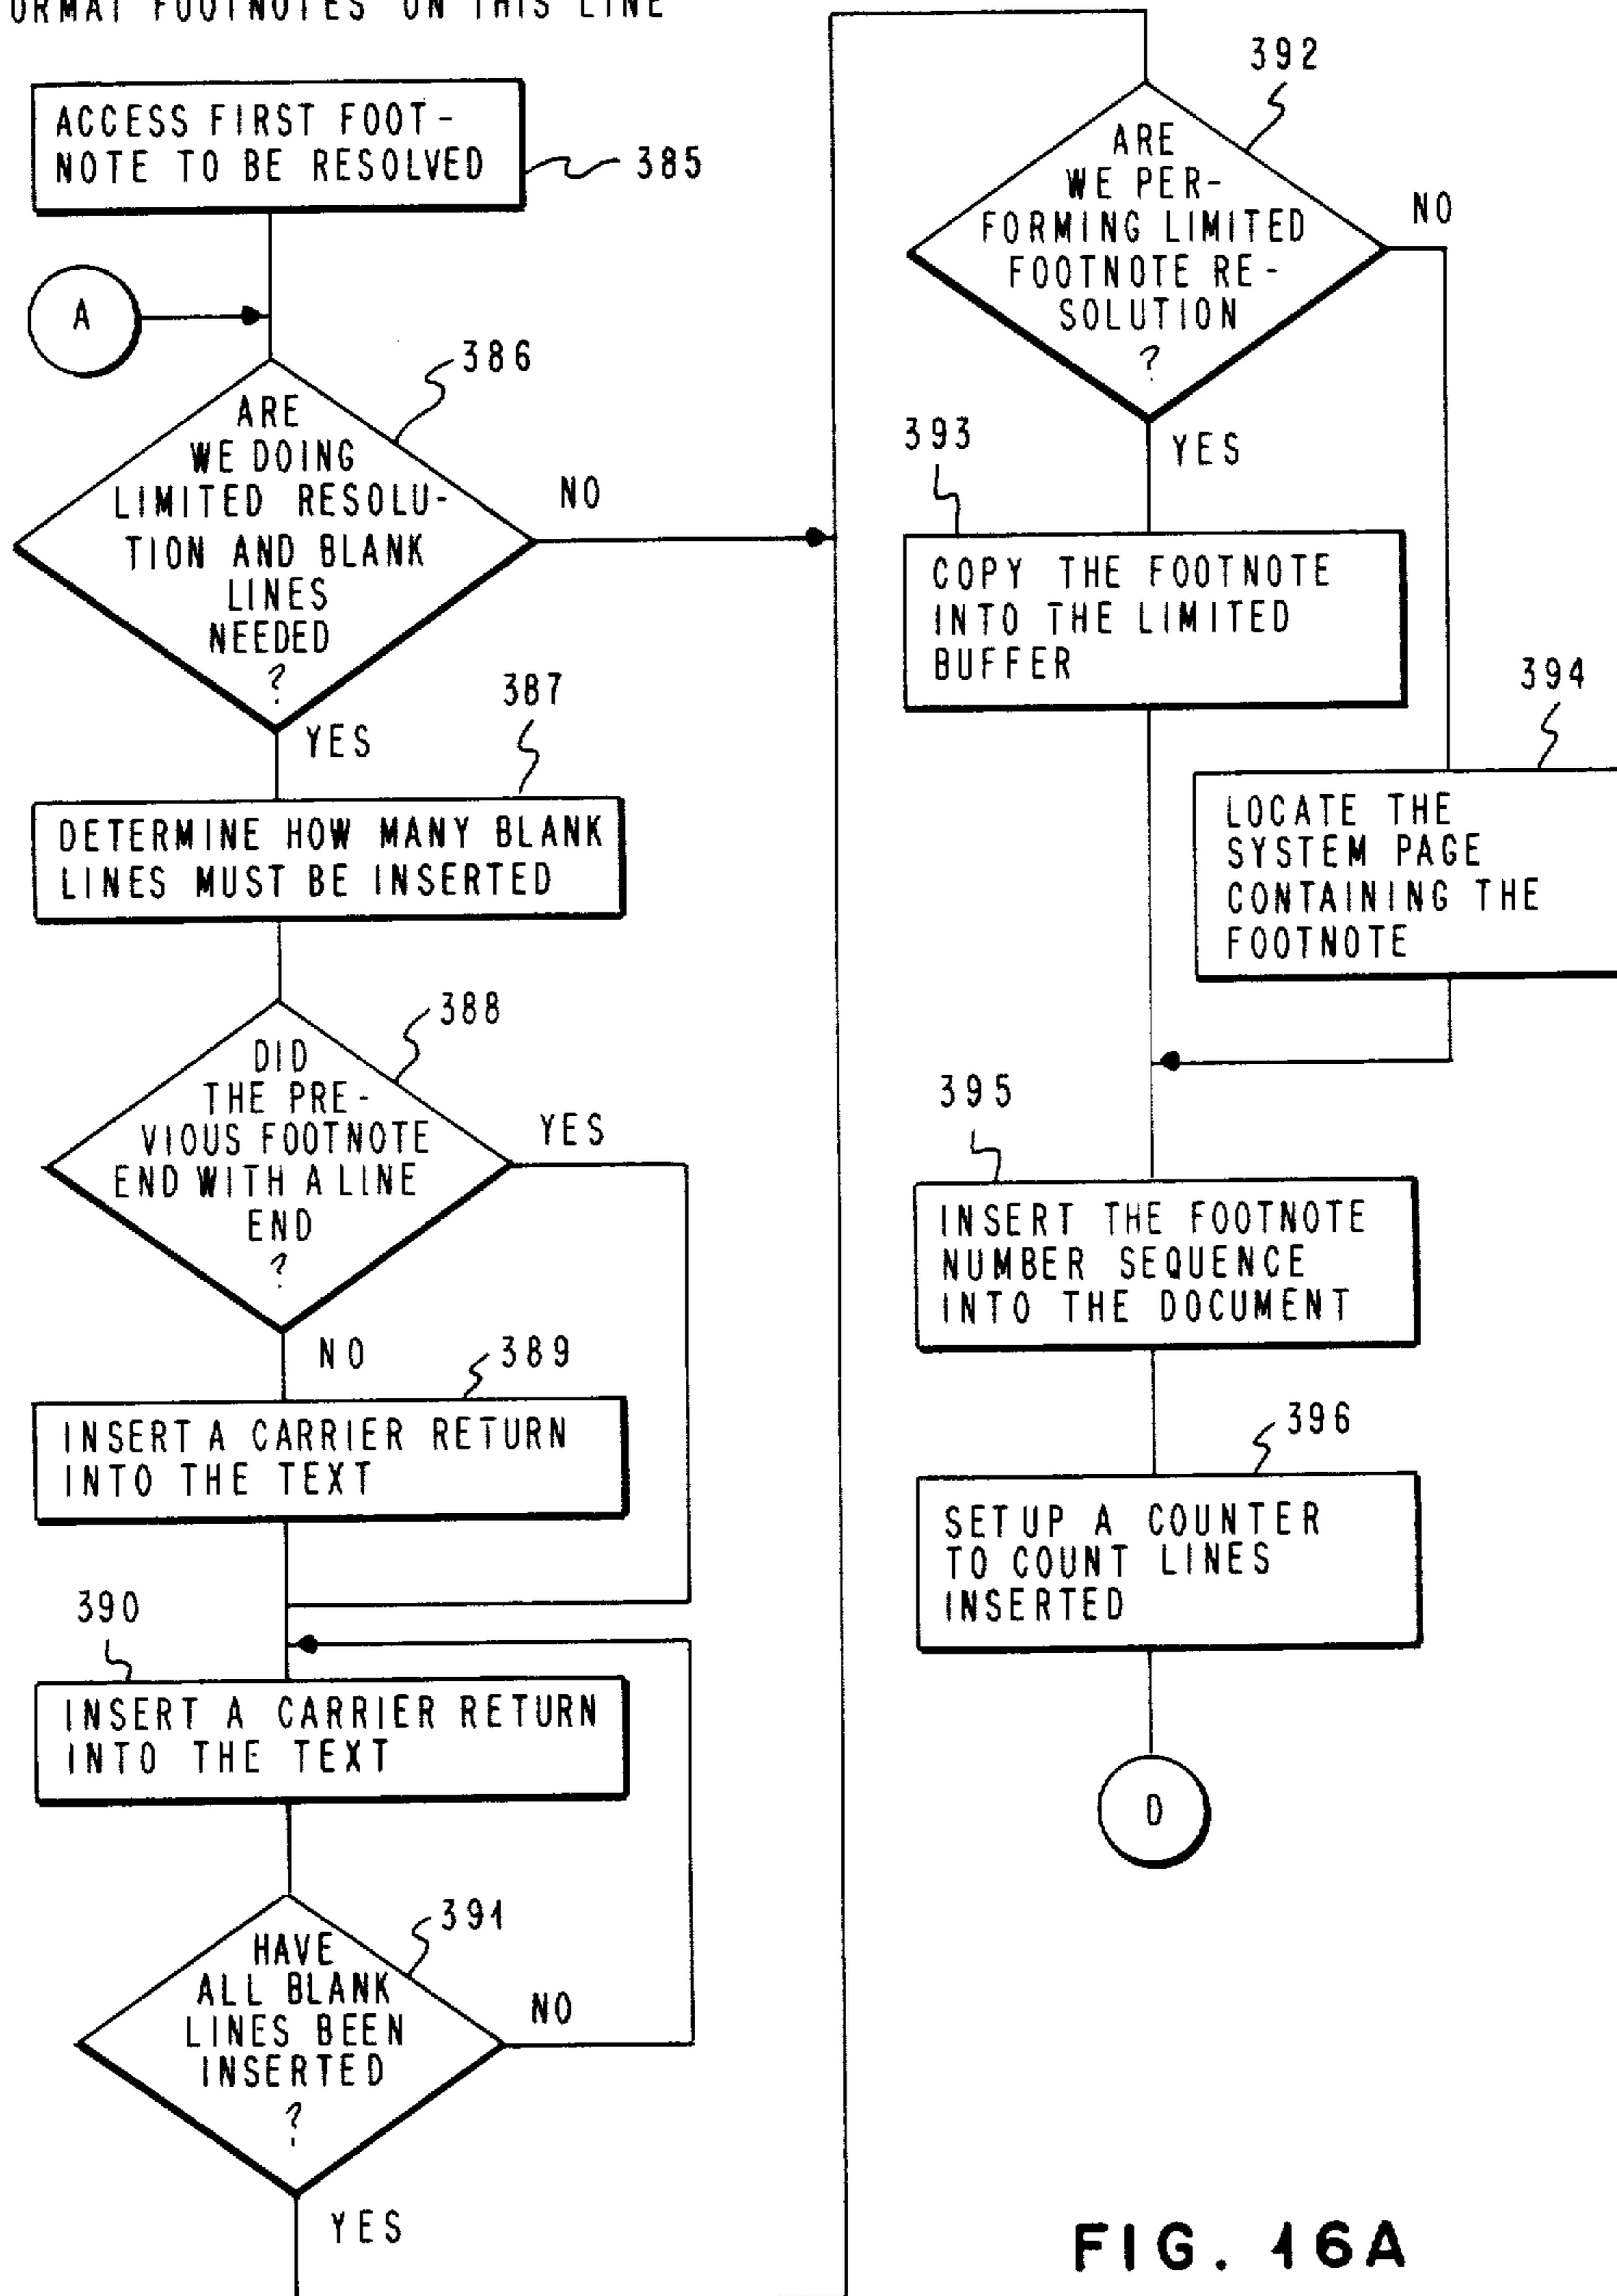 FOOTNOTES ON THIS LINE
ACCESS FIRST FOOT-
NOTE TO BE RESOLVED
385
A
386
ARE
WE DOING
LIMITED RESOLU-
TION AND BLANK
LINES
NEEDED
?
NO
YES
387
DETERMINE HOW MANY BLANK
LINES MUST BE INSERTED
388
DID
THE PRE-
VIOUS FOOTNOTE
END WITH A LINE
END
?
YES
NO
389
INSERT A CARRIER RETURN
INTO THE TEXT
390
INSERT A CARRIER RETURN
INTO THE TEXT
391
HAVE
ALL BLANK
LINES BEEN
INSERTED
?
NO
YES
392
ARE
WE PER-
FORMING LIMITED
FOOTNOTE RE-
SOLUTION
?
NO
YES
393
COPY THE FOOTNOTE
INTO THE LIMITED
BUFFER
394
LOCATE THE
SYSTEM PAGE
CONTAINING THE
FOOTNOTE
395
INSERT THE FOOTNOTE
NUMBER SEQUENCE
INTO THE DOCUMENT
396
SETUP A COUNTER
TO COUNT LINES
INSERTED
D
FIG. 16A